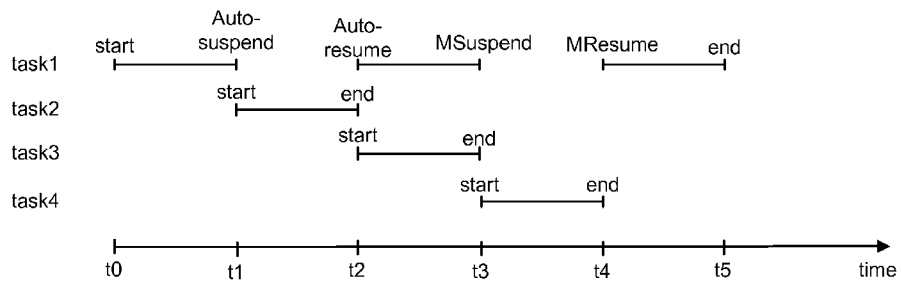 Auto-
suspend
Auto-
resume
start
MSuspend
MResume
end
task1
start
end
task2
start
end
task3
start
end
task4
t0
t1
t2
t3
t4
t5
time